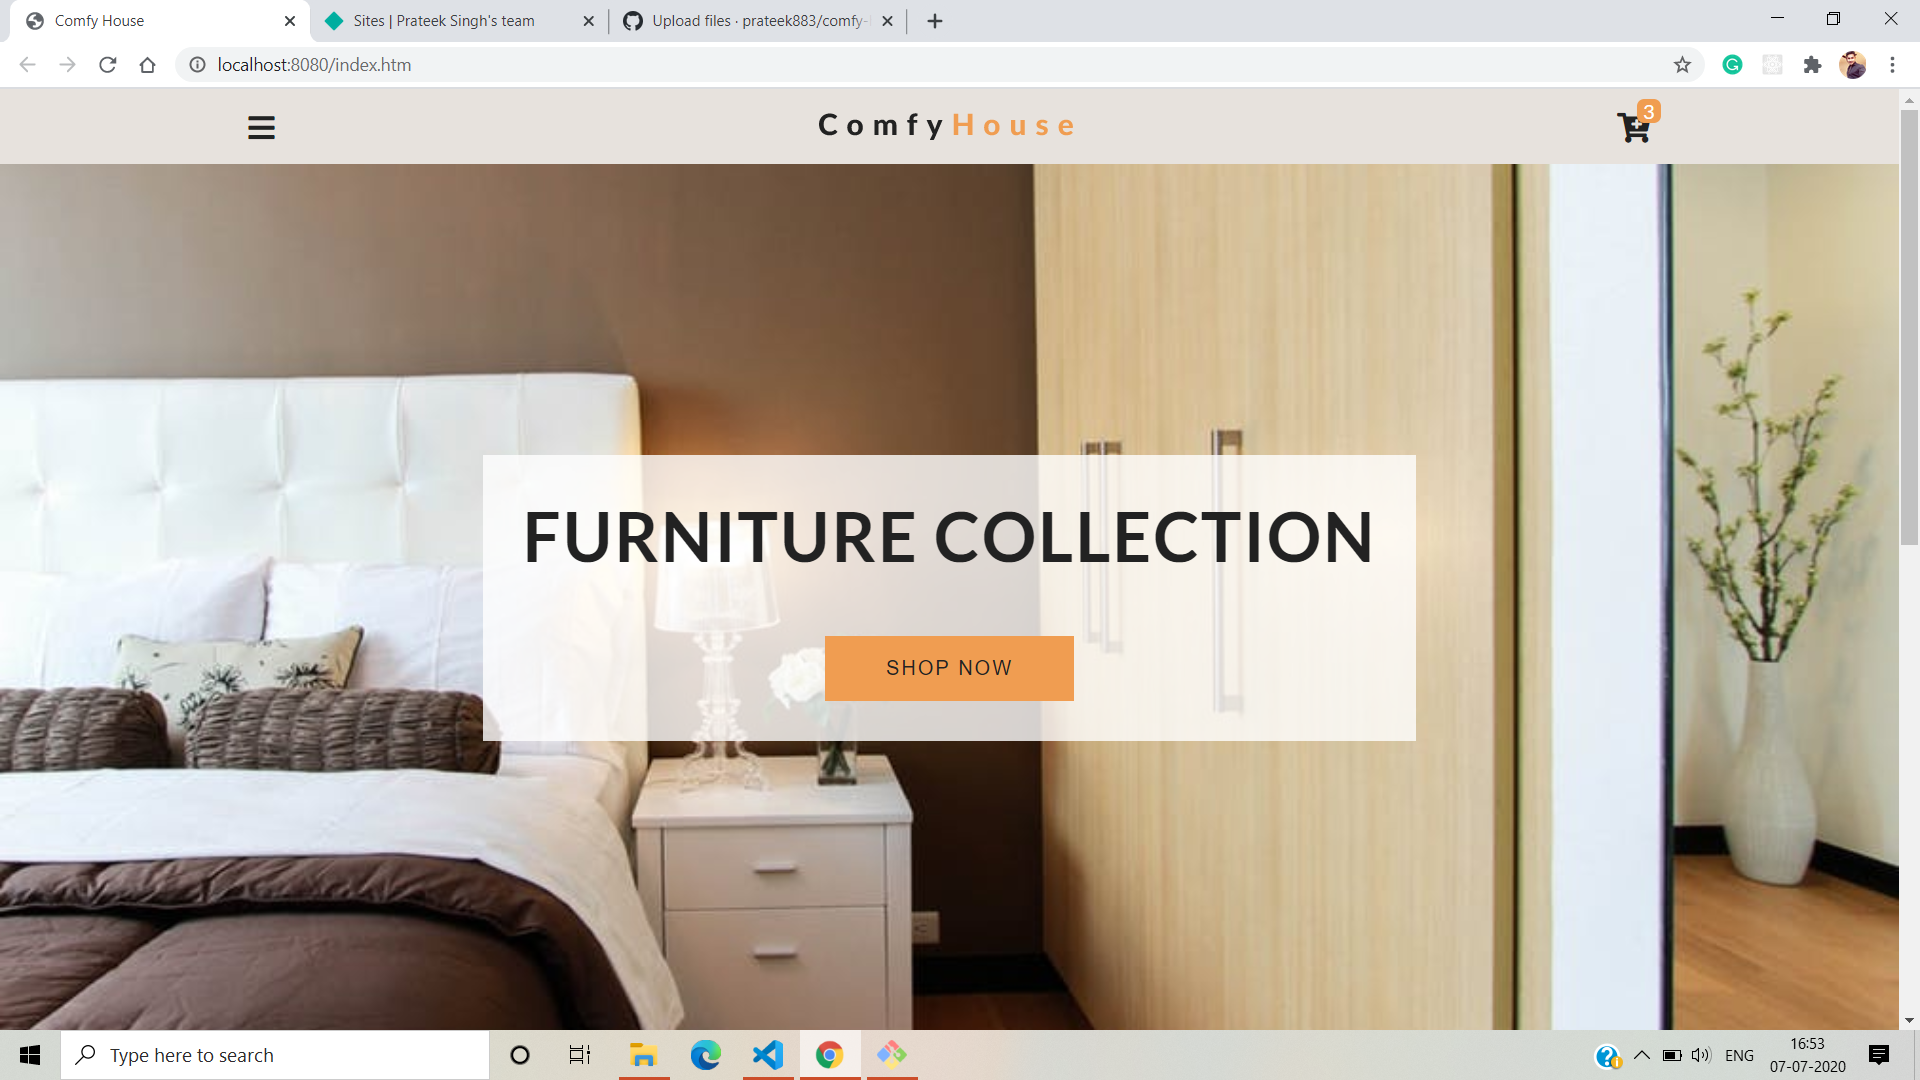 Comfy House
Sites | Prateek Singh's team
Upload files · prateek883/comfy-
localhost:8080/index.htm
ComfyHouse
3
FURNITURE COLLECTION
SHOP NOW
Type here to search
ENG
16:53
07-07-2020